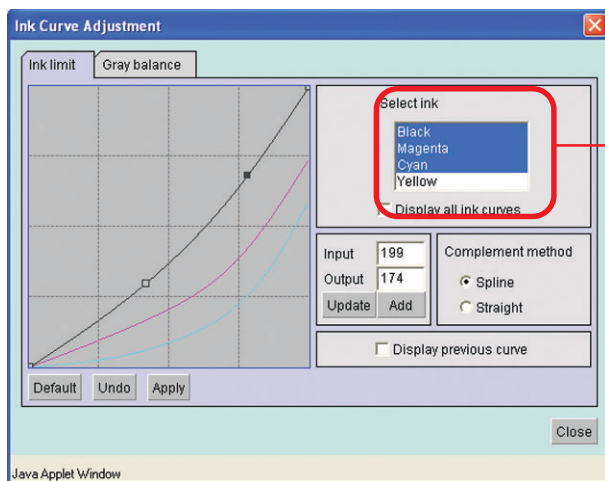 Ink Curve Adjustment
Ink limit
Gray balance
Select ink
Black
Magenta
Cyan
Yellow
Display all ink curves
Input 199
Output 174
Update Add
Complement method
Spline
Straight
Display previous curve
Default Undo Apply
Close
Java Applet Window